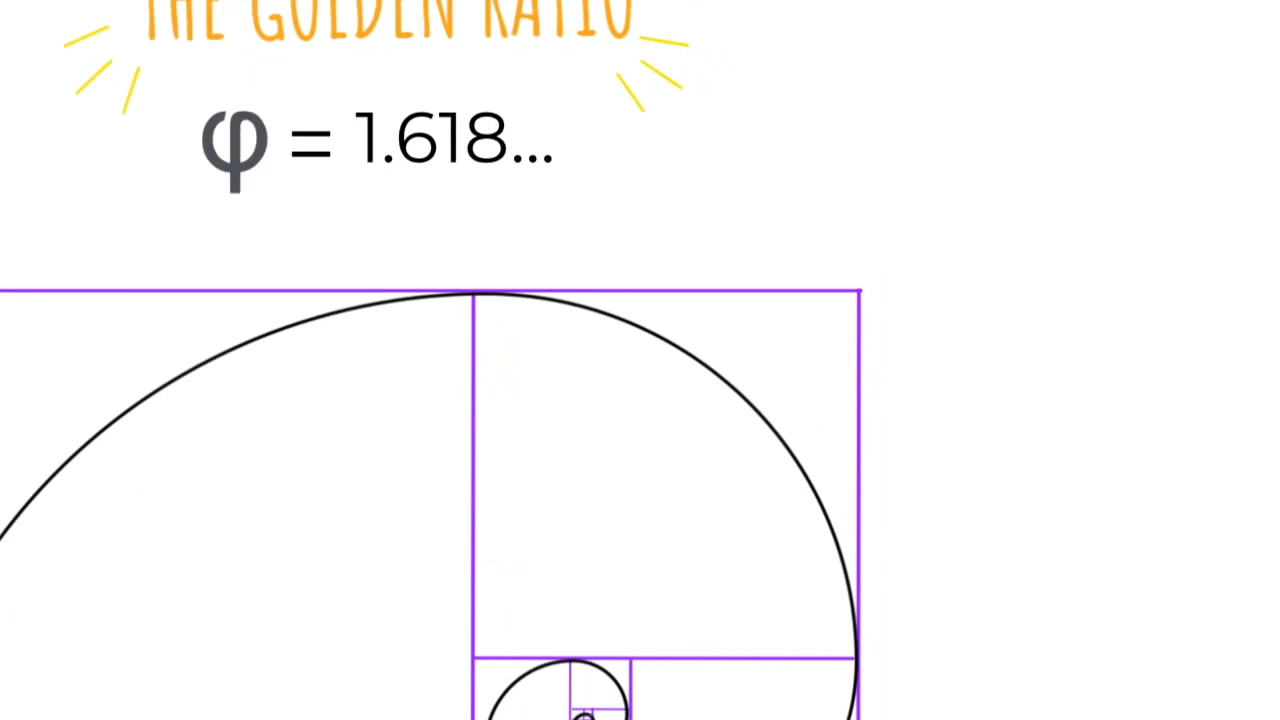 THE GOLDEN RATIO
φ = 1.618...